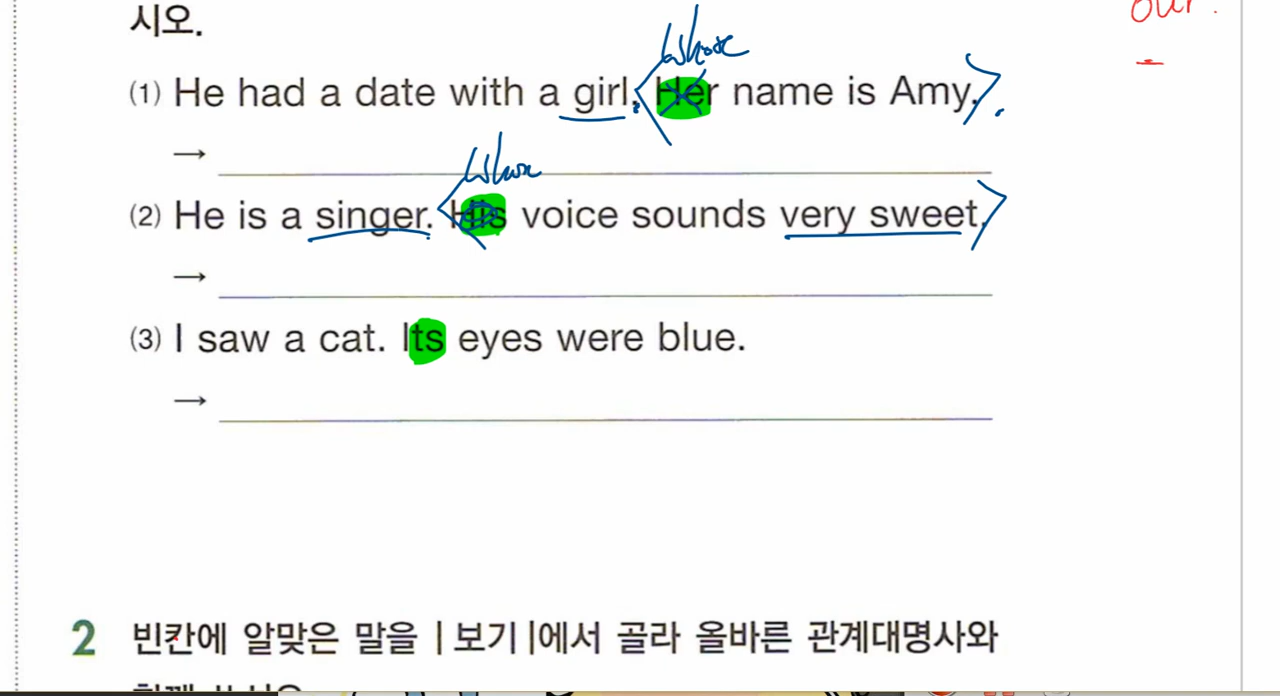 시오.
our.
Whose
(1) He had a date with a girl. Her name is Amy.
→
Whose
(2) He is a singer. His voice sounds very sweet.
→
(3) I saw a cat. Its eyes were blue.
→
2 빈칸에 알맞은 말을 | 보기 |에서 골라 올바른 관계대명사와